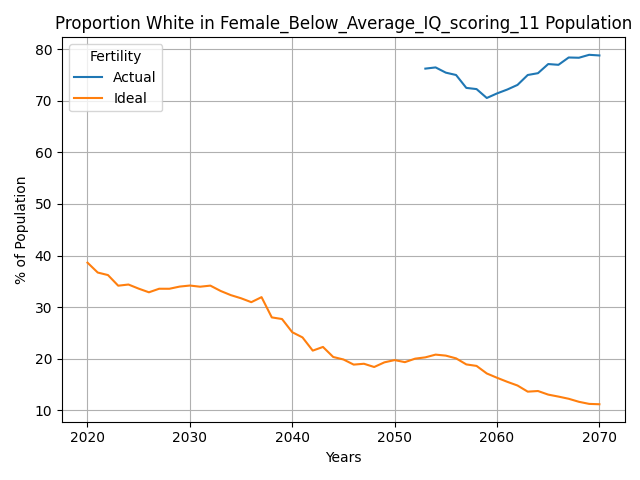 Proportion White in Female_Below_Average_IQ_scoring_11 Population
Fertility
Actual
Ideal
80
70
60
50
40
30
20
10
% of Population
2020
2030
2040
2050
2060
2070
Years